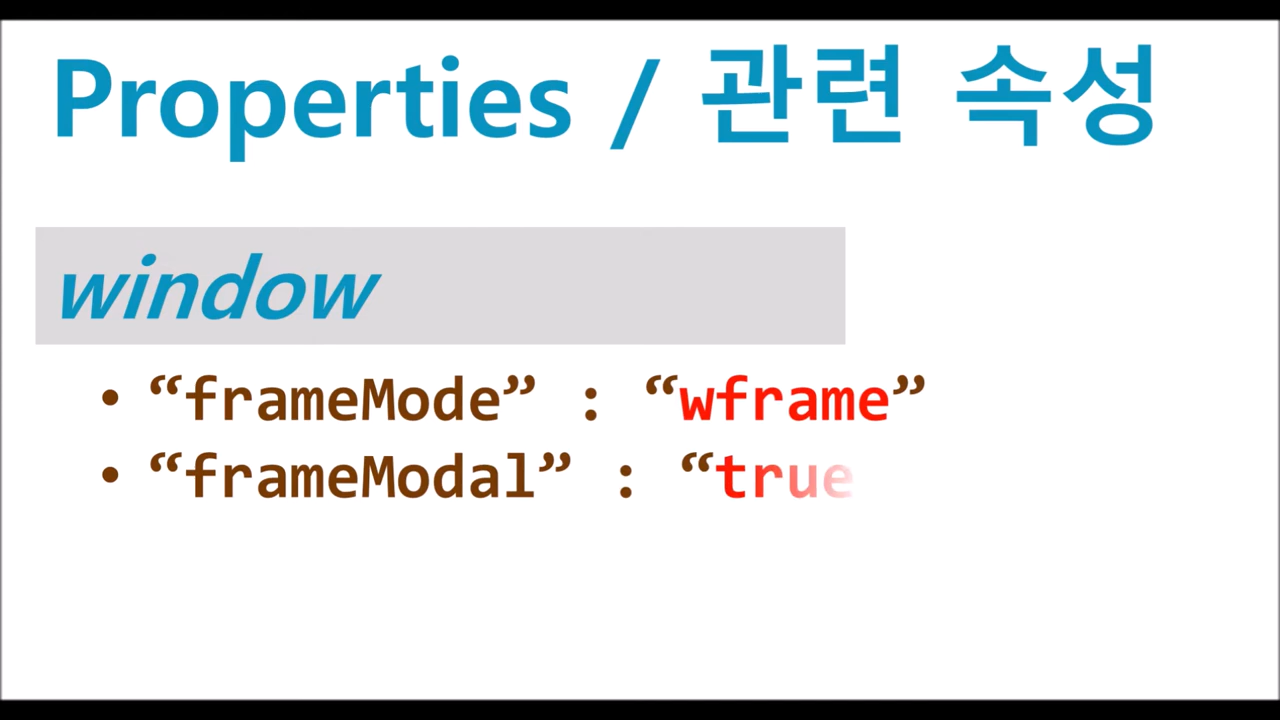 Properties / 관련 속성
window
• “frameMode” : “wframe”
• “frameModal” : “true